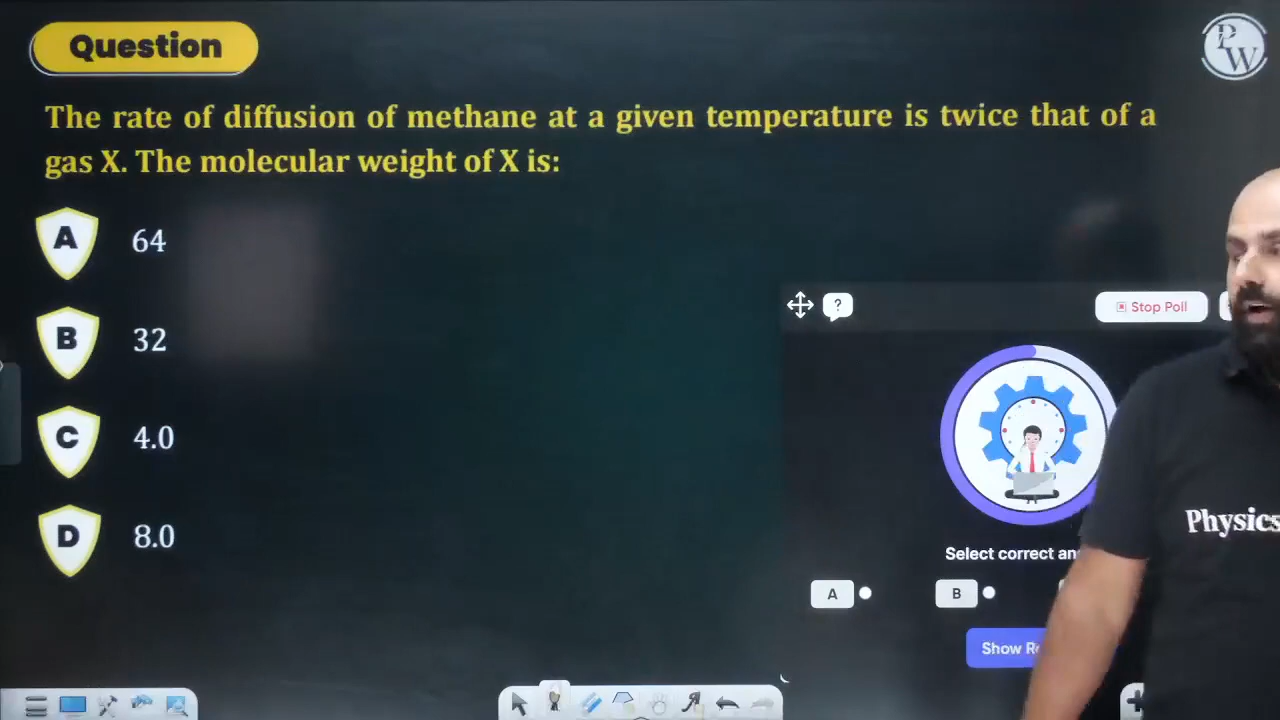 Question
PW
The rate of diffusion of methane at a given temperature is twice that of a
gas X. The molecular weight of X is:
A 64
B 32
C 4.0
D 8.0
?
Stop Poll
Physics
Select correct
A
B
Show